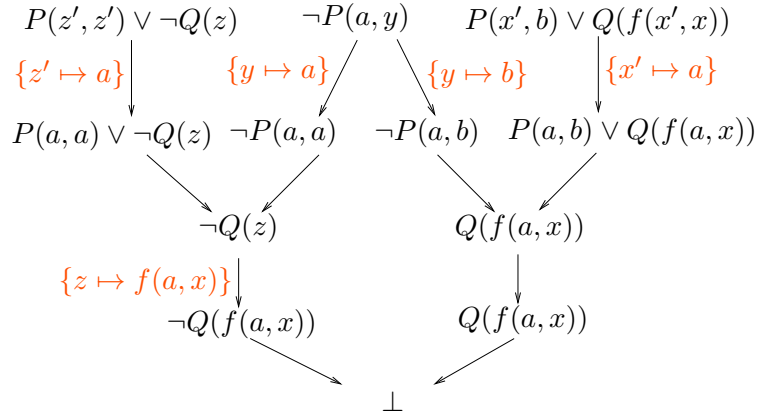 P(z′, z′) ∨ ¬Q(z) ¬P(a, y) P(x′, b) ∨ Q(f(x′, x))
{z′ ↦ a} {y ↦ a} {y ↦ b} {x′ ↦ a}
P(a, a) ∨ ¬Q(z) ¬P(a, a) ¬P(a, b) P(a, b) ∨ Q(f(a, x))
¬Q(z) Q(f(a, x))
{z ↦ f(a, x)}
¬Q(f(a, x)) Q(f(a, x))
⊥